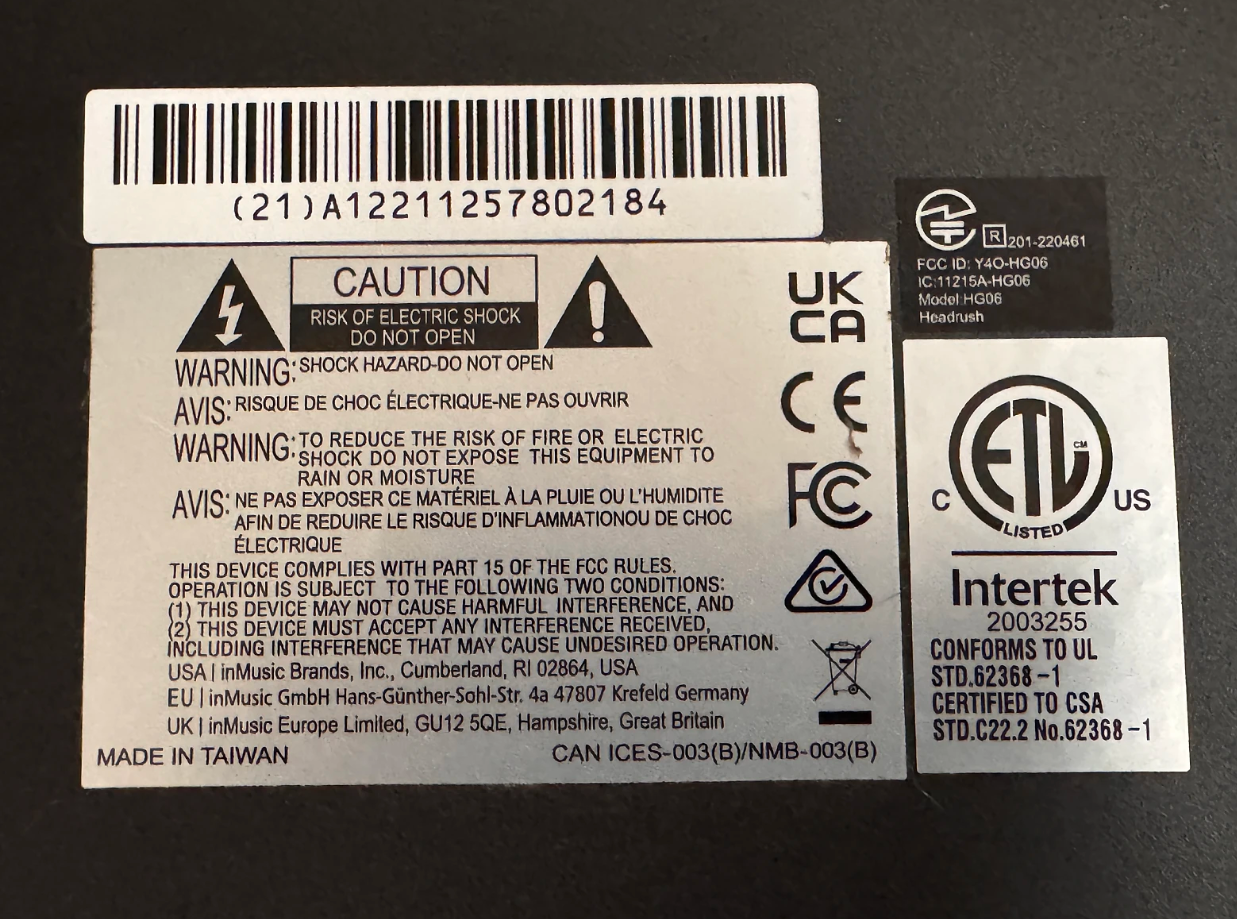 (21)A12211257802184
CAUTION
RISK OF ELECTRIC SHOCK
DO NOT OPEN
WARNING: SHOCK HAZARD-DO NOT OPEN
AVIS: RISQUE DE CHOC ÉLECTRIQUE-NE PAS OUVRIR
WARNING: TO REDUCE THE RISK OF FIRE OR ELECTRIC
SHOCK DO NOT EXPOSE THIS EQUIPMENT TO
RAIN OR MOISTURE
AVIS: NE PAS EXPOSER CE MATÉRIEL À LA PLUIE OU L'HUMIDITE
AFIN DE REDUIRE LE RISQUE D'INFLAMMATIONOU DE CHOC
ÉLECTRIQUE
THIS DEVICE COMPLIES WITH PART 15 OF THE FCC RULES.
OPERATION IS SUBJECT TO THE FOLLOWING TWO CONDITIONS:
(1) THIS DEVICE MAY NOT CAUSE HARMFUL INTERFERENCE, AND
(2) THIS DEVICE MUST ACCEPT ANY INTERFERENCE RECEIVED,
INCLUDING INTERFERENCE THAT MAY CAUSE UNDESIRED OPERATION.
USA | inMusic Brands, Inc., Cumberland, RI 02864, USA
EU | inMusic GmbH Hans-Günther-Sohl-Str. 4a 47807 Krefeld Germany
UK | inMusic Europe Limited, GU12 5QE, Hampshire, Great Britain
MADE IN TAIWAN
CAN ICES-003(B)/NMB-003(B)
UK
CA
CE
FC
R 201-220461
FCC ID: Y4O-HG06
IC:11215A-HG06
Model:HG06
Headrush
ETL CM
C US
LISTED
Intertek
2003255
CONFORMS TO UL
STD.62368-1
CERTIFIED TO CSA
STD.C22.2 No.62368-1